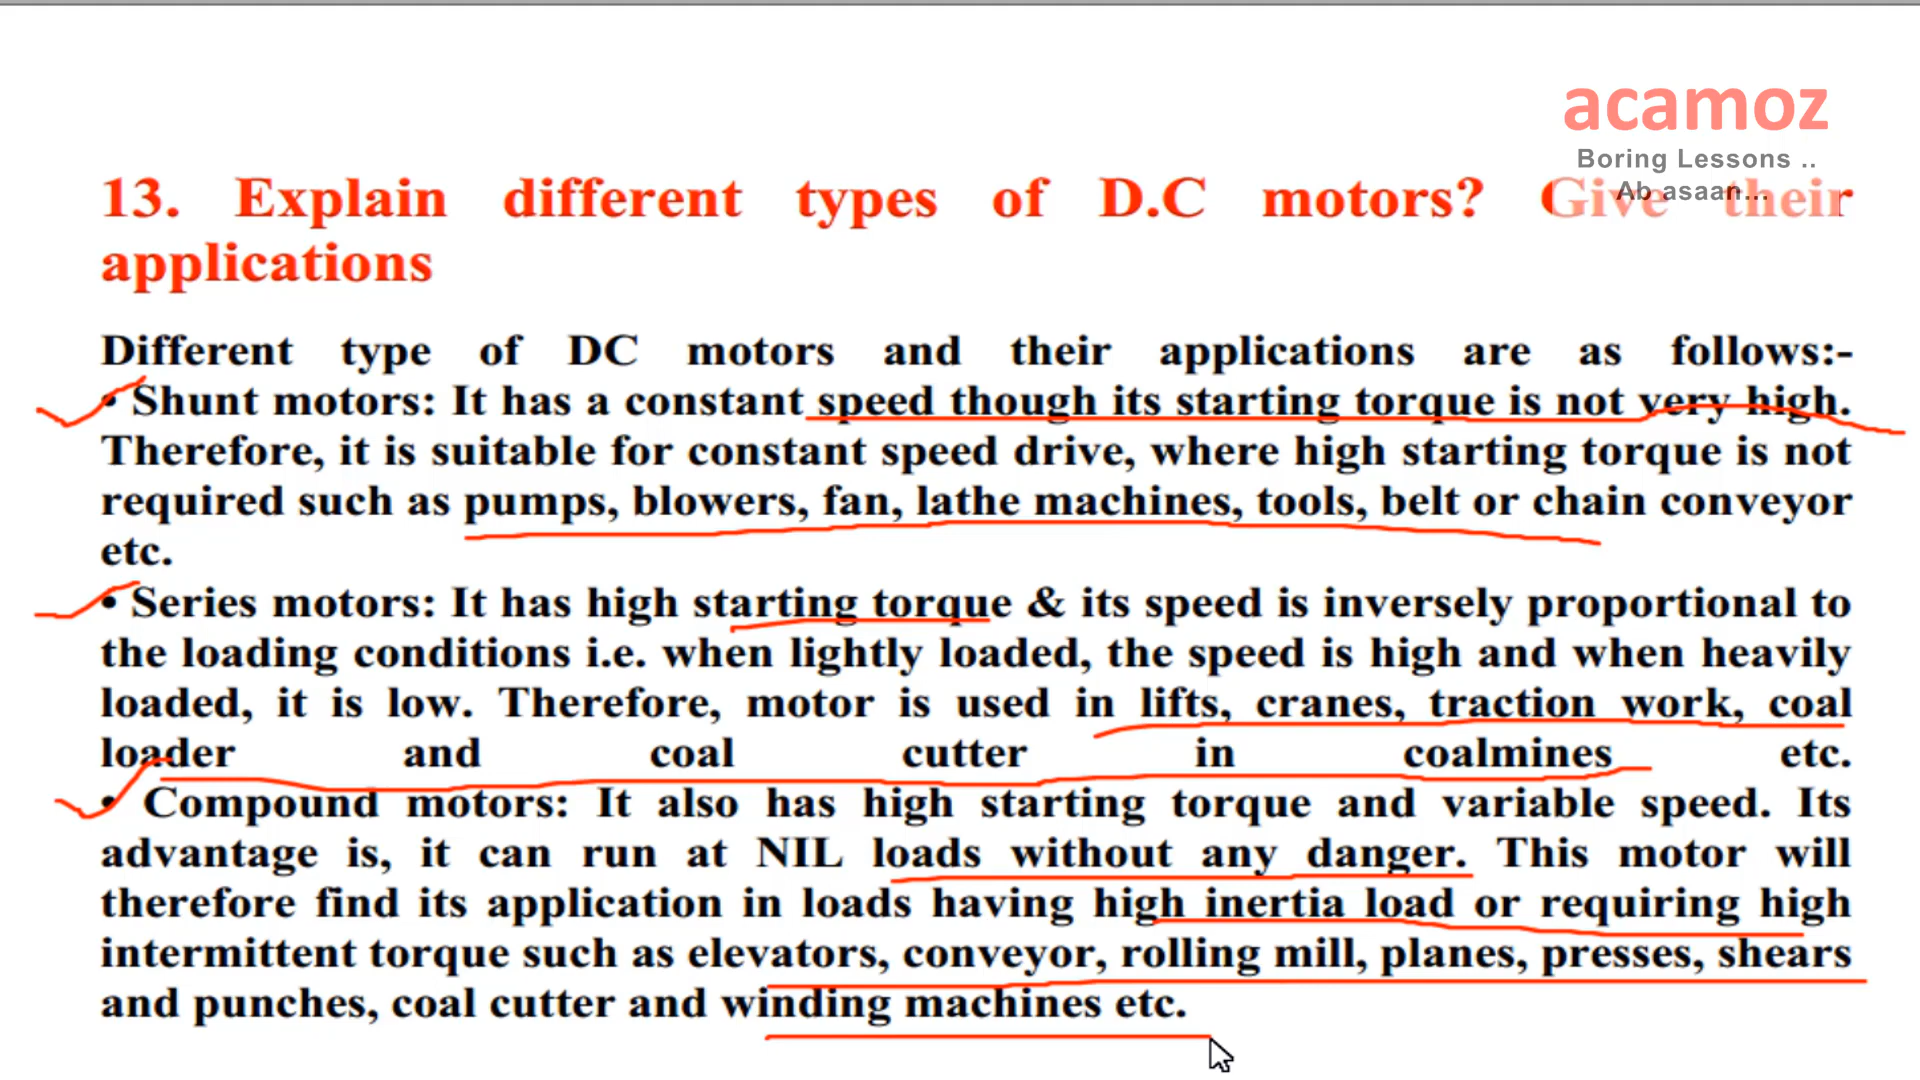 acamoz
Boring Lessons ..
Ab asaan...
13. Explain different types of D.C motors? Give their
applications
Different type of DC motors and their applications are as follows:-
• Shunt motors: It has a constant speed though its starting torque is not very high.
Therefore, it is suitable for constant speed drive, where high starting torque is not
required such as pumps, blowers, fan, lathe machines, tools, belt or chain conveyor
etc.
• Series motors: It has high starting torque & its speed is inversely proportional to
the loading conditions i.e. when lightly loaded, the speed is high and when heavily
loaded, it is low. Therefore, motor is used in lifts, cranes, traction work, coal
loader and coal cutter in coalmines etc.
• Compound motors: It also has high starting torque and variable speed. Its
advantage is, it can run at NIL loads without any danger. This motor will
therefore find its application in loads having high inertia load or requiring high
intermittent torque such as elevators, conveyor, rolling mill, planes, presses, shears
and punches, coal cutter and winding machines etc.